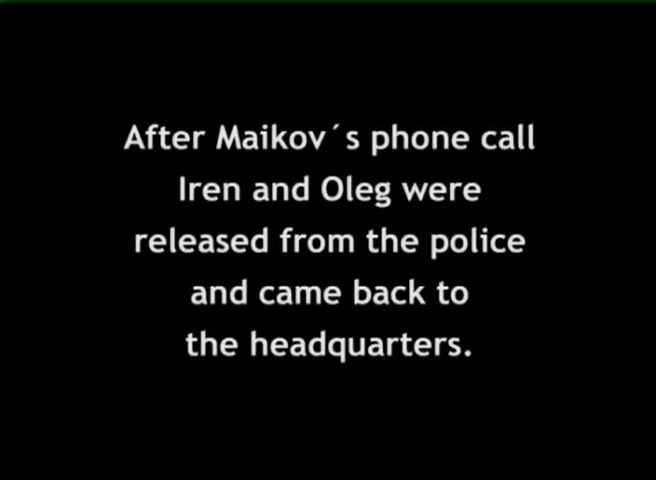 After Maikov´s phone call
Iren and Oleg were
released from the police
and came back to
the headquarters.